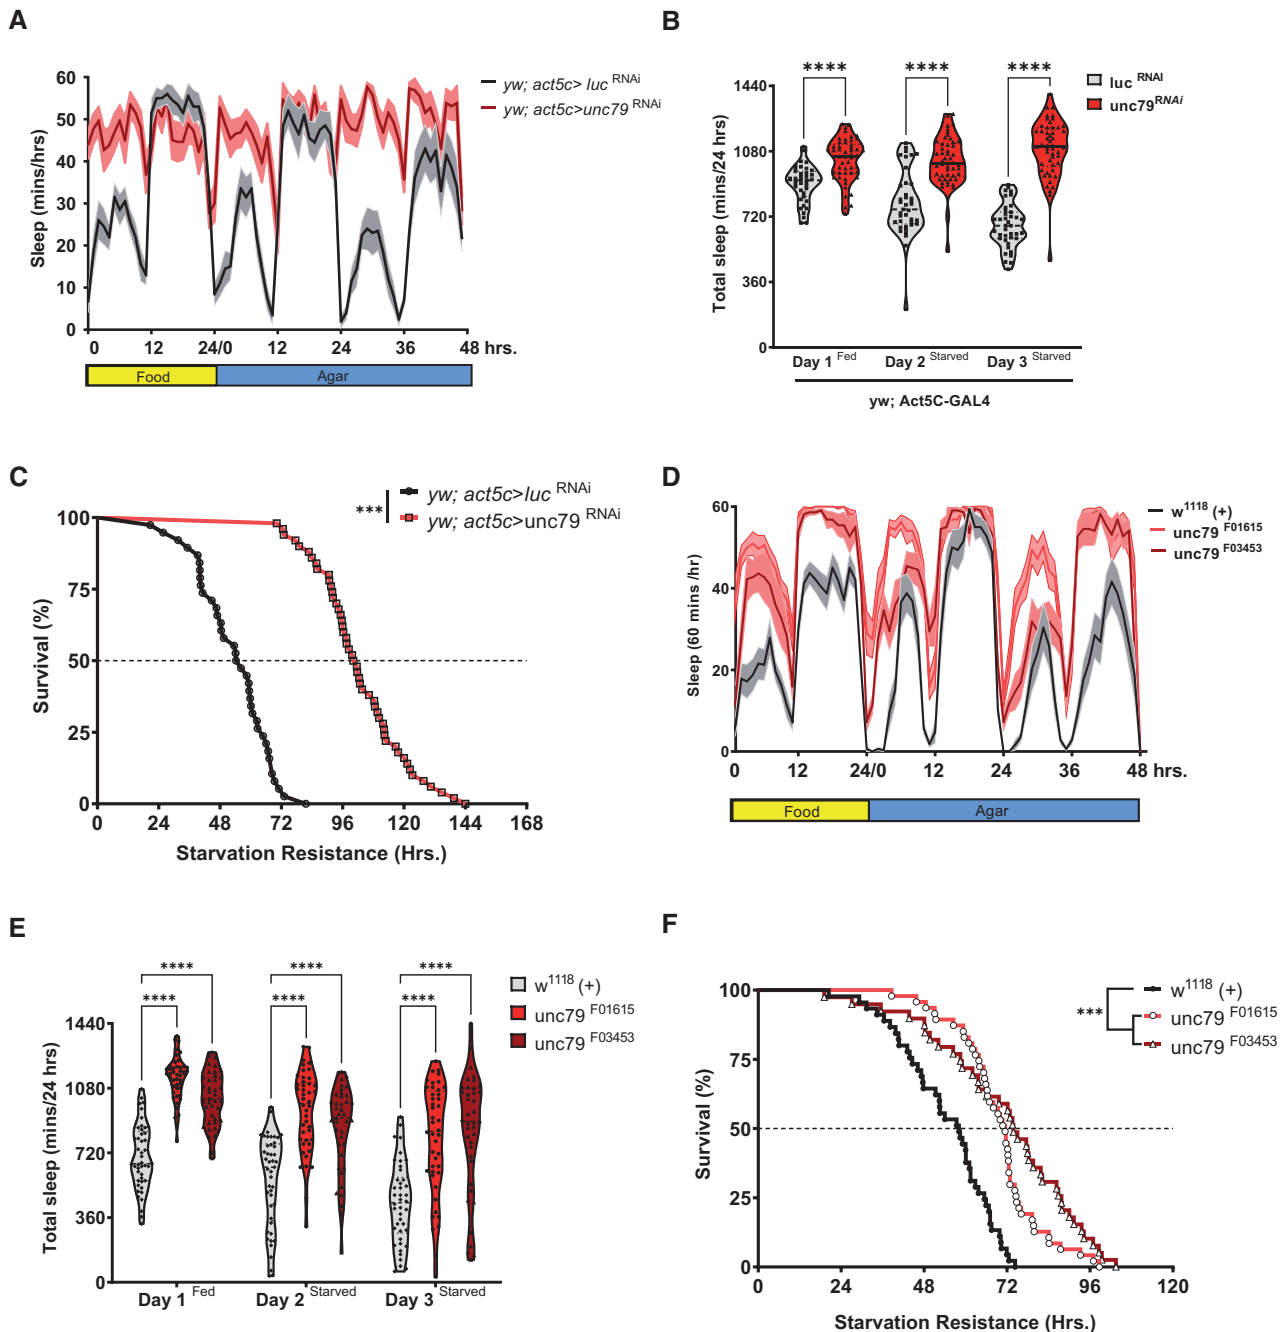 A
60
50
40
30
20
10
0
Sleep (mins/hrs)
0 12 24/0 12 24 36 48 hrs.
Food Agar
yw; act5c> luc RNAi
yw; act5c>unc79 RNAi
B
**** **** ****
1440
1080
720
360
0
Total sleep (mins/24 hrs)
luc RNAI
unc79RNAi
Day 1 Fed Day 2 Starved Day 3 Starved
yw; Act5C-GAL4
C
*** yw; act5c>luc RNAi
yw; act5c>unc79 RNAi
100
75
50
25
0
Survival (%)
0 24 48 72 96 120 144 168
Starvation Resistance (Hrs.)
D
60
40
20
0
Sleep (60 mins /hr)
w1118 (+)
unc79 F01615
unc79 F03453
0 12 24/0 12 24 36 48 hrs.
Food Agar
E
**** **** ****
**** **** ****
w1118 (+)
unc79 F01615
unc79 F03453
1440
1080
720
360
0
Total sleep (mins/24 hrs)
Day 1 Fed Day 2 Starved Day 3 Starved
F
100
75
50
25
0
Survival (%)
*** w1118 (+)
unc79 F01615
unc79 F03453
0 24 48 72 96 120
Starvation Resistance (Hrs.)